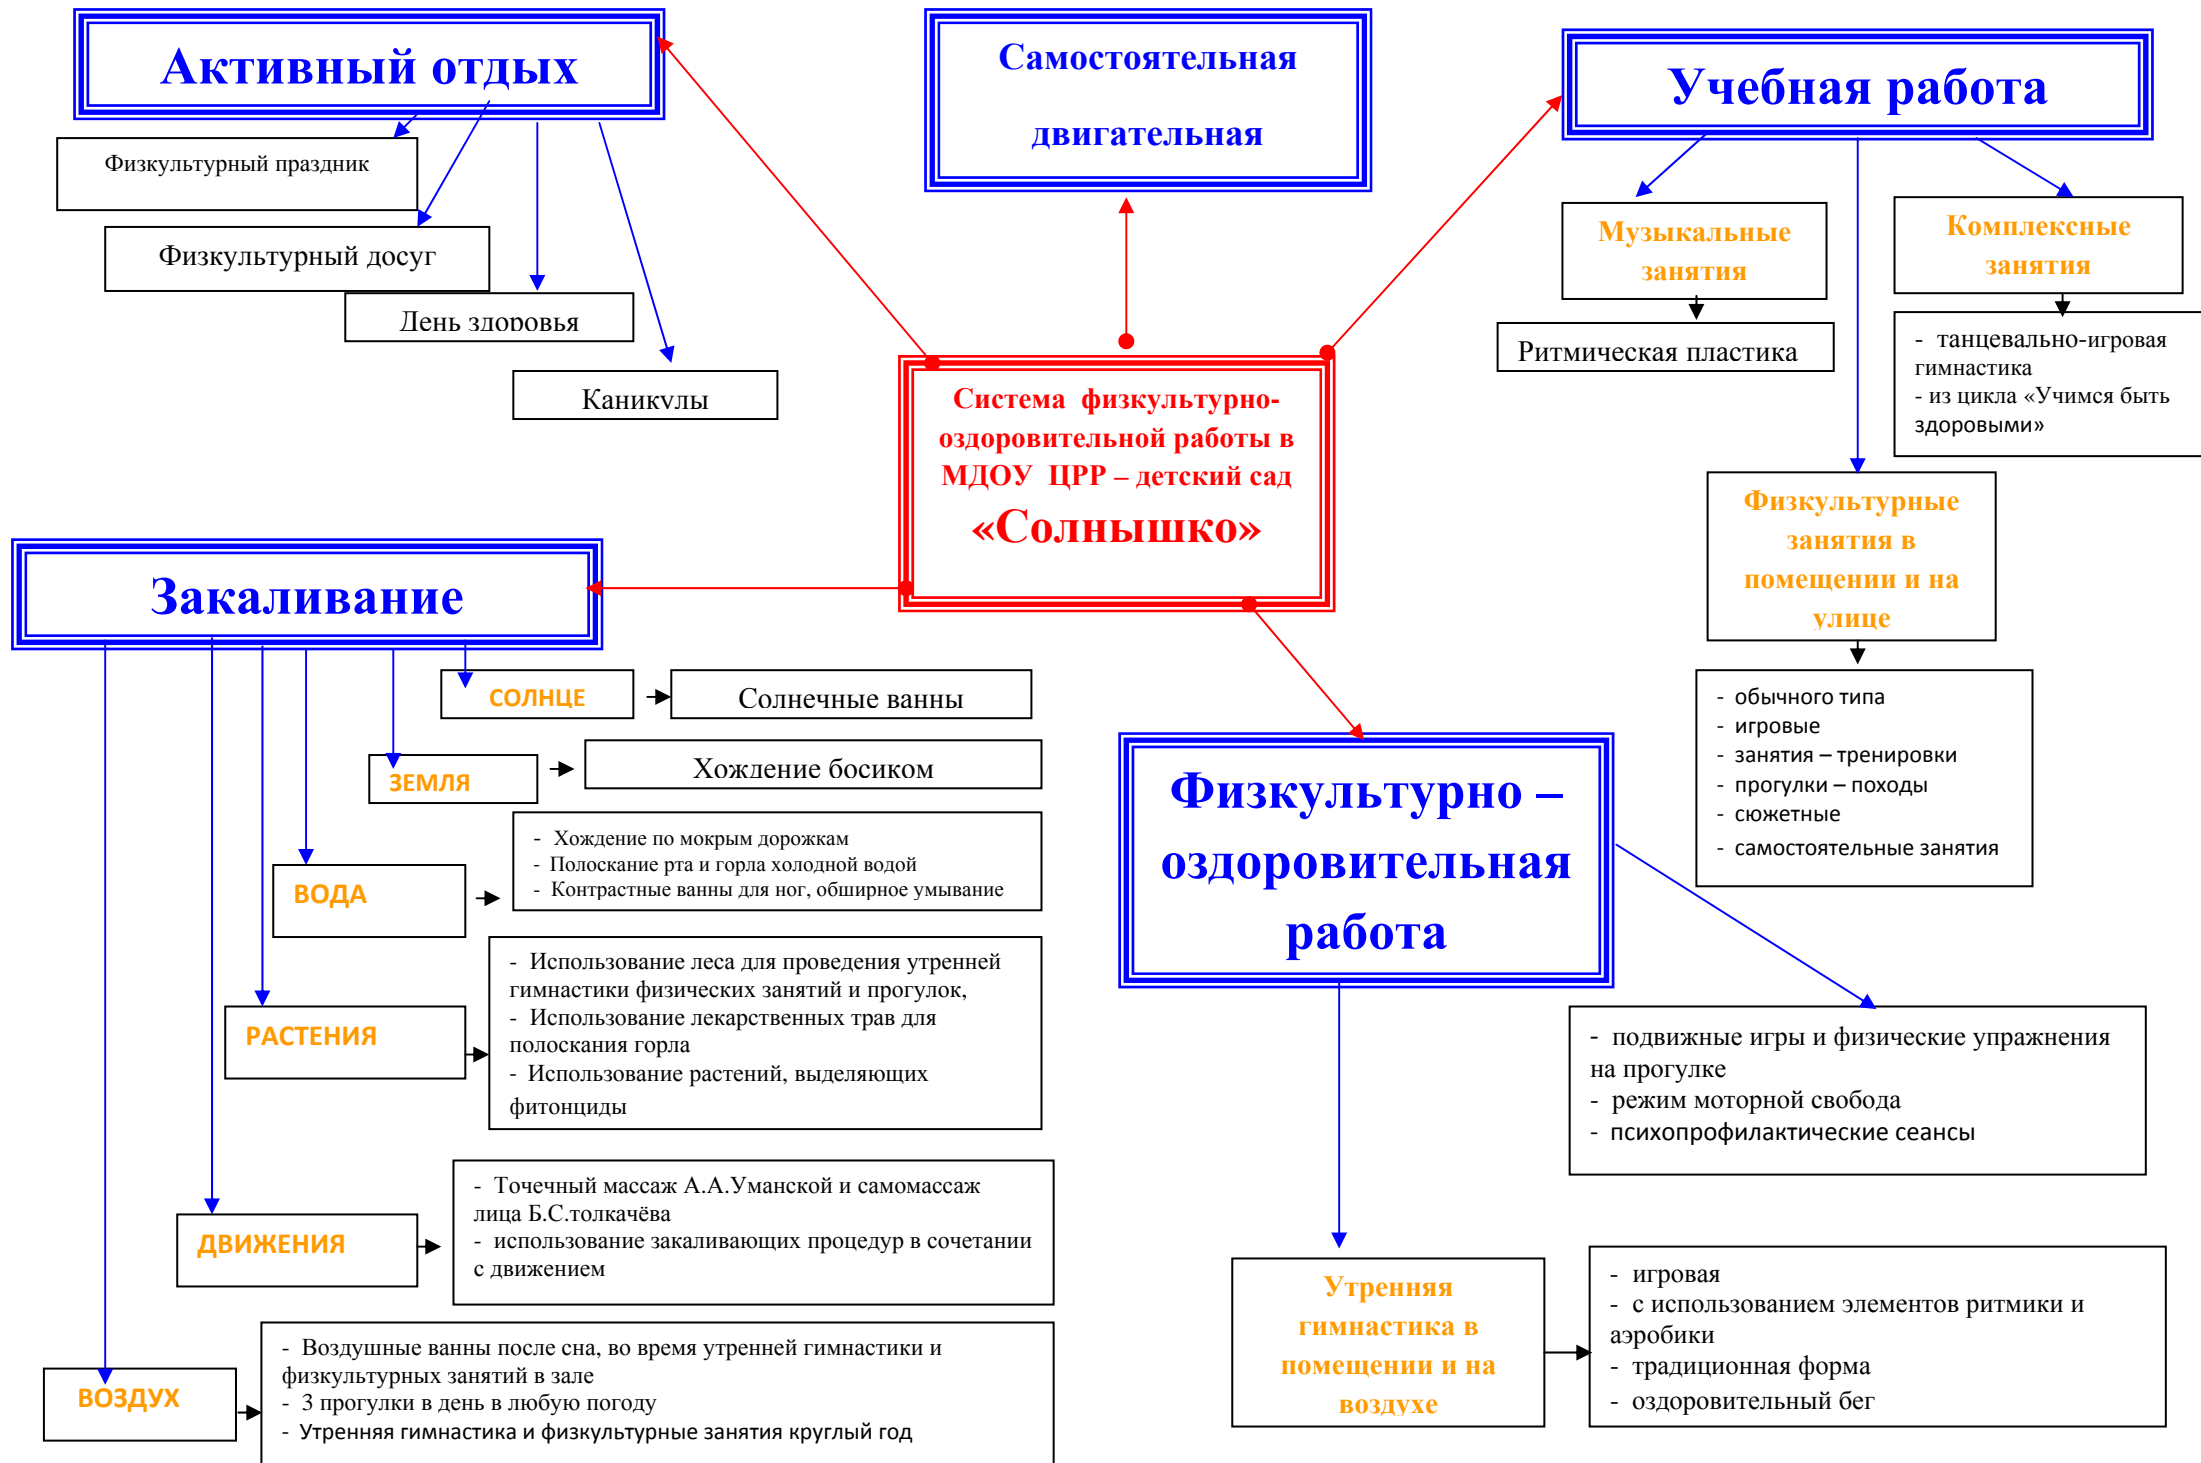 Активный отдых
Физкультурный праздник
Физкультурный досуг
День здоровья
Каникулы
Самостоятельная
двигательная
Учебная работа
Музыкальные
занятия
Ритмическая пластика
Комплексные
занятия
- танцевально-игровая
гимнастика
- из цикла «Учимся быть
здоровыми»
Физкультурные
занятия в
помещении и на
улице
- обычного типа
- игровые
- занятия – тренировки
- прогулки – походы
- сюжетные
- самостоятельные занятия
Система физкультурно-
оздоровительной работы в
МДОУ ЦРР – детский сад
«Солнышко»
Закаливание
СОЛНЦЕ
Солнечные ванны
ЗЕМЛЯ
Хождение босиком
ВОДА
- Хождение по мокрым дорожкам
- Полоскание рта и горла холодной водой
- Контрастные ванны для ног, обширное умывание
РАСТЕНИЯ
- Использование леса для проведения утренней
гимнастики физических занятий и прогулок,
- Использование лекарственных трав для
полоскания горла
- Использование растений, выделяющих
фитонциды
ДВИЖЕНИЯ
- Точечный массаж А.А.Уманской и самомассаж
лица Б.С.толкачёва
- использование закаливающих процедур в сочетании
с движением
ВОЗДУХ
- Воздушные ванны после сна, во время утренней гимнастики и
физкультурных занятий в зале
- 3 прогулки в день в любую погоду
- Утренняя гимнастика и физкультурные занятия круглый год
Физкультурно –
оздоровительная
работа
- подвижные игры и физические упражнения
на прогулке
- режим моторной свобода
- психопрофилактические сеансы
Утренняя
гимнастика в
помещении и на
воздухе
- игровая
- с использованием элементов ритмики и
аэробики
- традиционная форма
- оздоровительный бег